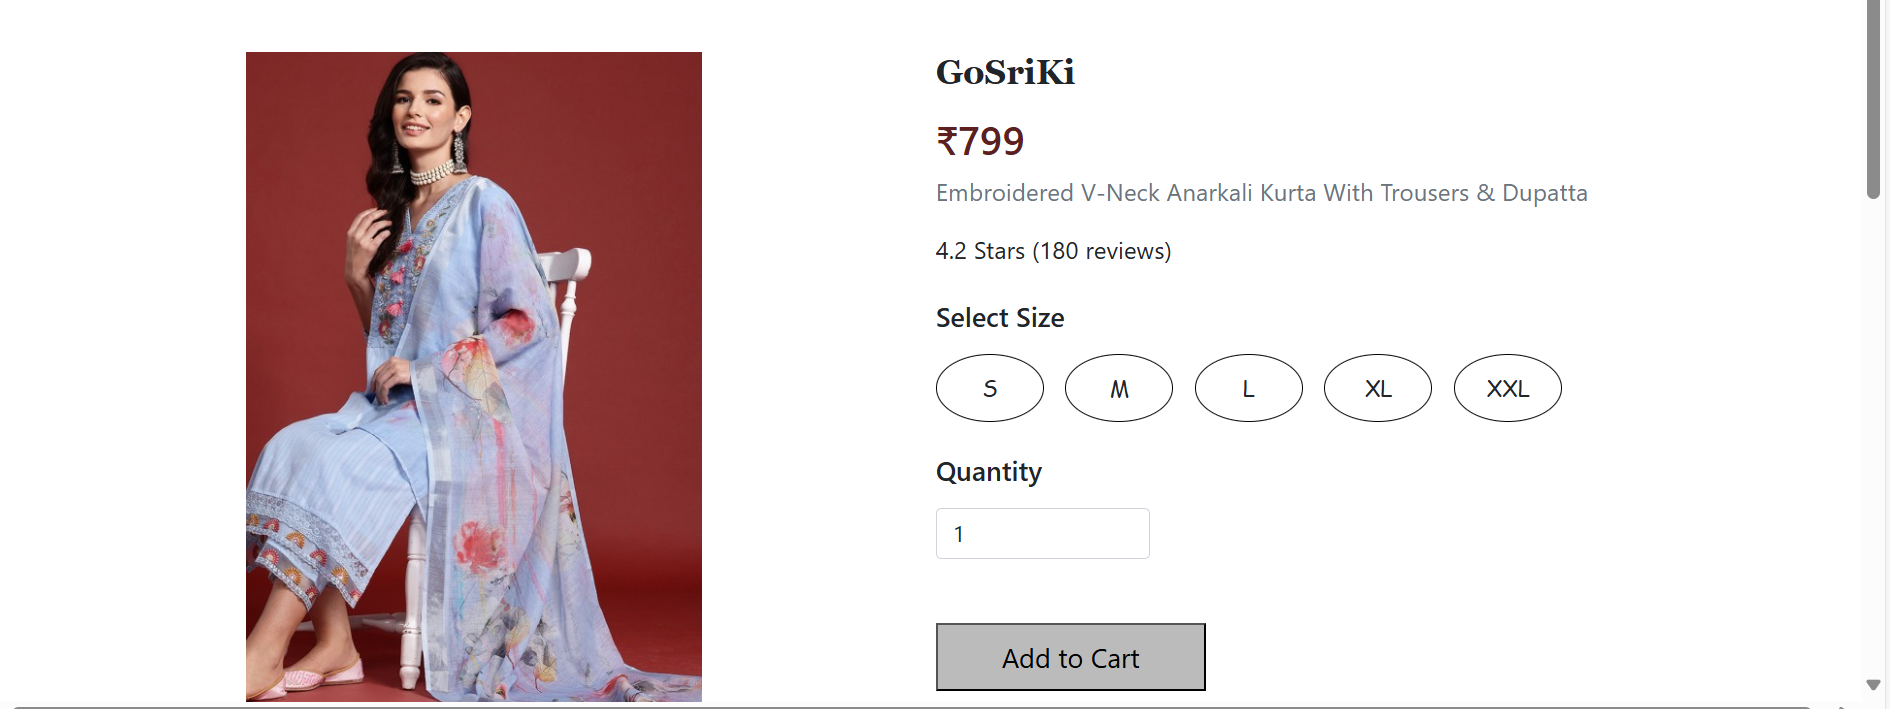 GoSriKi
₹799
Embroidered V-Neck Anarkali Kurta With Trousers & Dupatta
4.2 Stars (180 reviews)
Select Size
S M L XL XXL
Quantity
1
Add to Cart